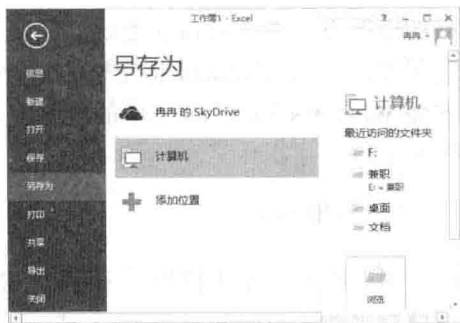 工作簿1 - Excel
? - □ ×
冉冉
信息
新建
打开
保存
另存为
打印
共享
导出
关闭
另存为
冉冉 的 SkyDrive
计算机
添加位置
计算机
最近访问的文件夹
F:
兼职
E: » 兼职
桌面
文档
浏览